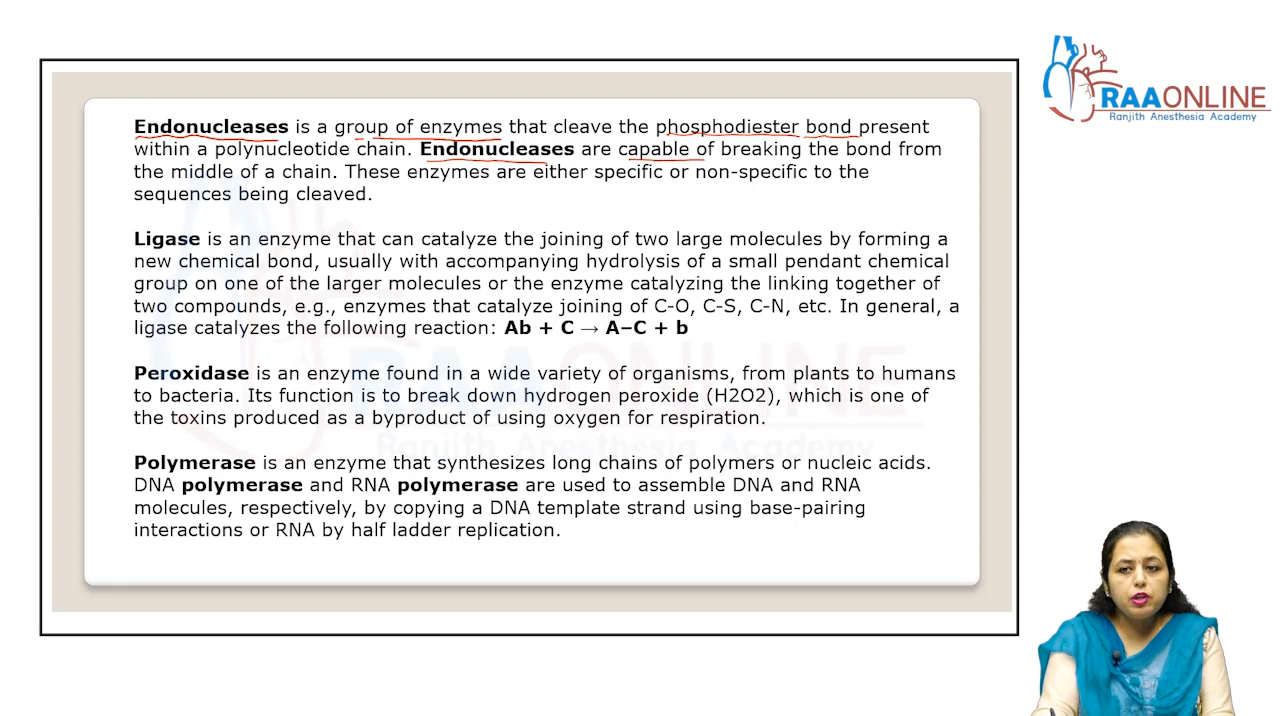 Endonucleases is a group of enzymes that cleave the phosphodiester bond present
within a polynucleotide chain. Endonucleases are capable of breaking the bond from
the middle of a chain. These enzymes are either specific or non-specific to the
sequences being cleaved.
Ligase is an enzyme that can catalyze the joining of two large molecules by forming a
new chemical bond, usually with accompanying hydrolysis of a small pendant chemical
group on one of the larger molecules or the enzyme catalyzing the linking together of
two compounds, e.g., enzymes that catalyze joining of C-O, C-S, C-N, etc. In general, a
ligase catalyzes the following reaction: Ab + C → A–C + b
Peroxidase is an enzyme found in a wide variety of organisms, from plants to humans
to bacteria. Its function is to break down hydrogen peroxide (H2O2), which is one of
the toxins produced as a byproduct of using oxygen for respiration.
Polymerase is an enzyme that synthesizes long chains of polymers or nucleic acids.
DNA polymerase and RNA polymerase are used to assemble DNA and RNA
molecules, respectively, by copying a DNA template strand using base-pairing
interactions or RNA by half ladder replication.
RAAONLINE
Ranjith Anesthesia Academy
RAAONLINE
Ranjith Anesthesia Academy